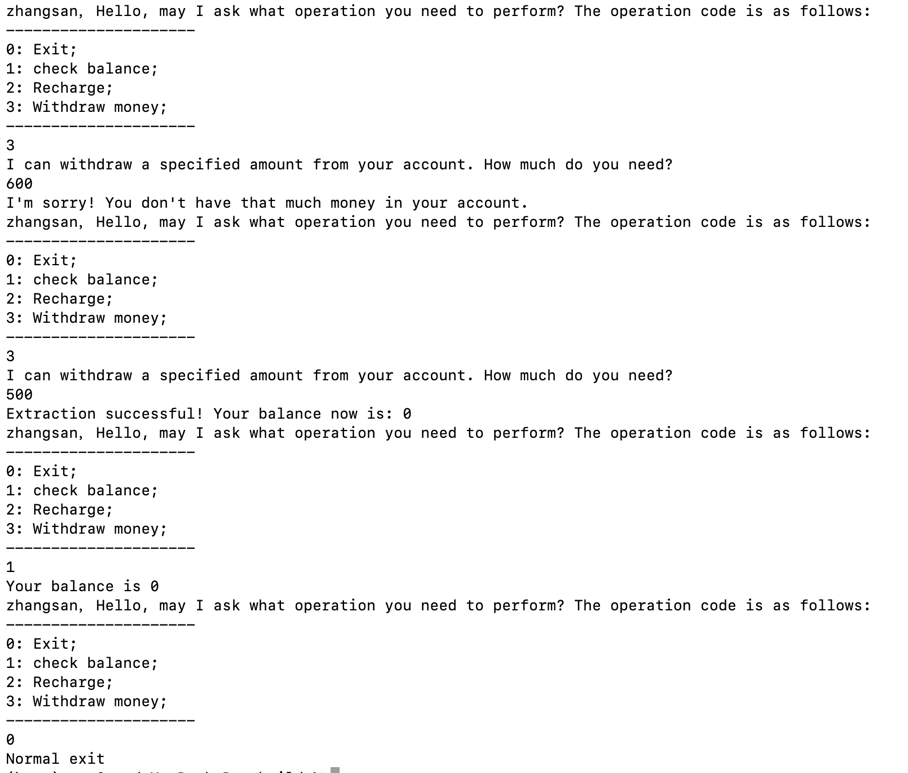 zhangsan, Hello, may I ask what operation you need to perform? The operation code is as follows:
---------------------
0: Exit;
1: check balance;
2: Recharge;
3: Withdraw money;
---------------------
3
I can withdraw a specified amount from your account. How much do you need?
600
I'm sorry! You don't have that much money in your account.
zhangsan, Hello, may I ask what operation you need to perform? The operation code is as follows:
---------------------
0: Exit;
1: check balance;
2: Recharge;
3: Withdraw money;
---------------------
3
I can withdraw a specified amount from your account. How much do you need?
500
Extraction successful! Your balance now is: 0
zhangsan, Hello, may I ask what operation you need to perform? The operation code is as follows:
---------------------
0: Exit;
1: check balance;
2: Recharge;
3: Withdraw money;
---------------------
1
Your balance is 0
zhangsan, Hello, may I ask what operation you need to perform? The operation code is as follows:
---------------------
0: Exit;
1: check balance;
2: Recharge;
3: Withdraw money;
---------------------
0
Normal exit